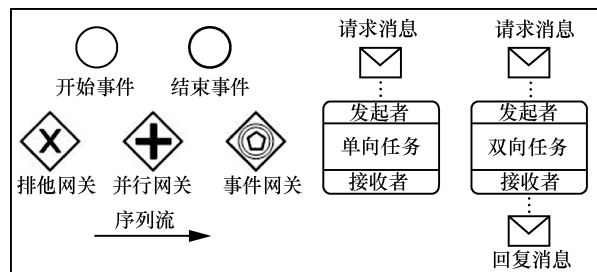 请求消息
请求消息
开始事件
结束事件
发起者
单向任务
接收者
发起者
双向任务
接收者
X
排他网关
并行网关
事件网关
序列流
回复消息